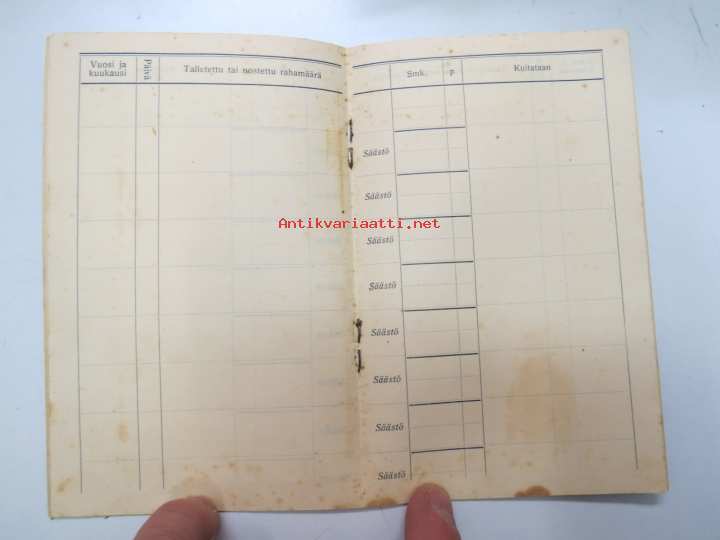 Vuosi ja
kuukausi
Päivä
Talletettu tai nostettu rahamäärä
Smk.
p.
Kuitataan
Säästö
Säästö
Säästö
Säästö
Säästö
Säästö
Säästö
Säästö
Antikvariaatti.net